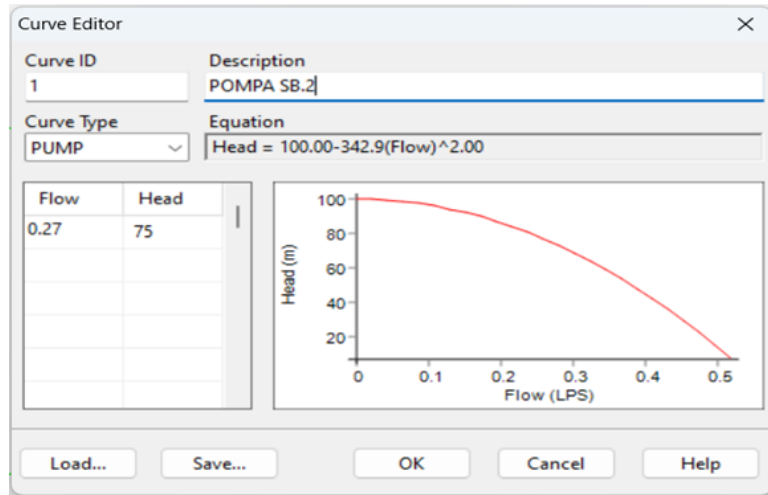 Curve Editor
Curve ID Description
1 POMPA SB.2
Curve Type Equation
PUMP Head = 100.00-342.9(Flow)^2.00
Flow Head
0.27 75
100
80
60
40
20
Head (m)
0 0.1 0.2 0.3 0.4 0.5
Flow (LPS)
Load... Save... OK Cancel Help